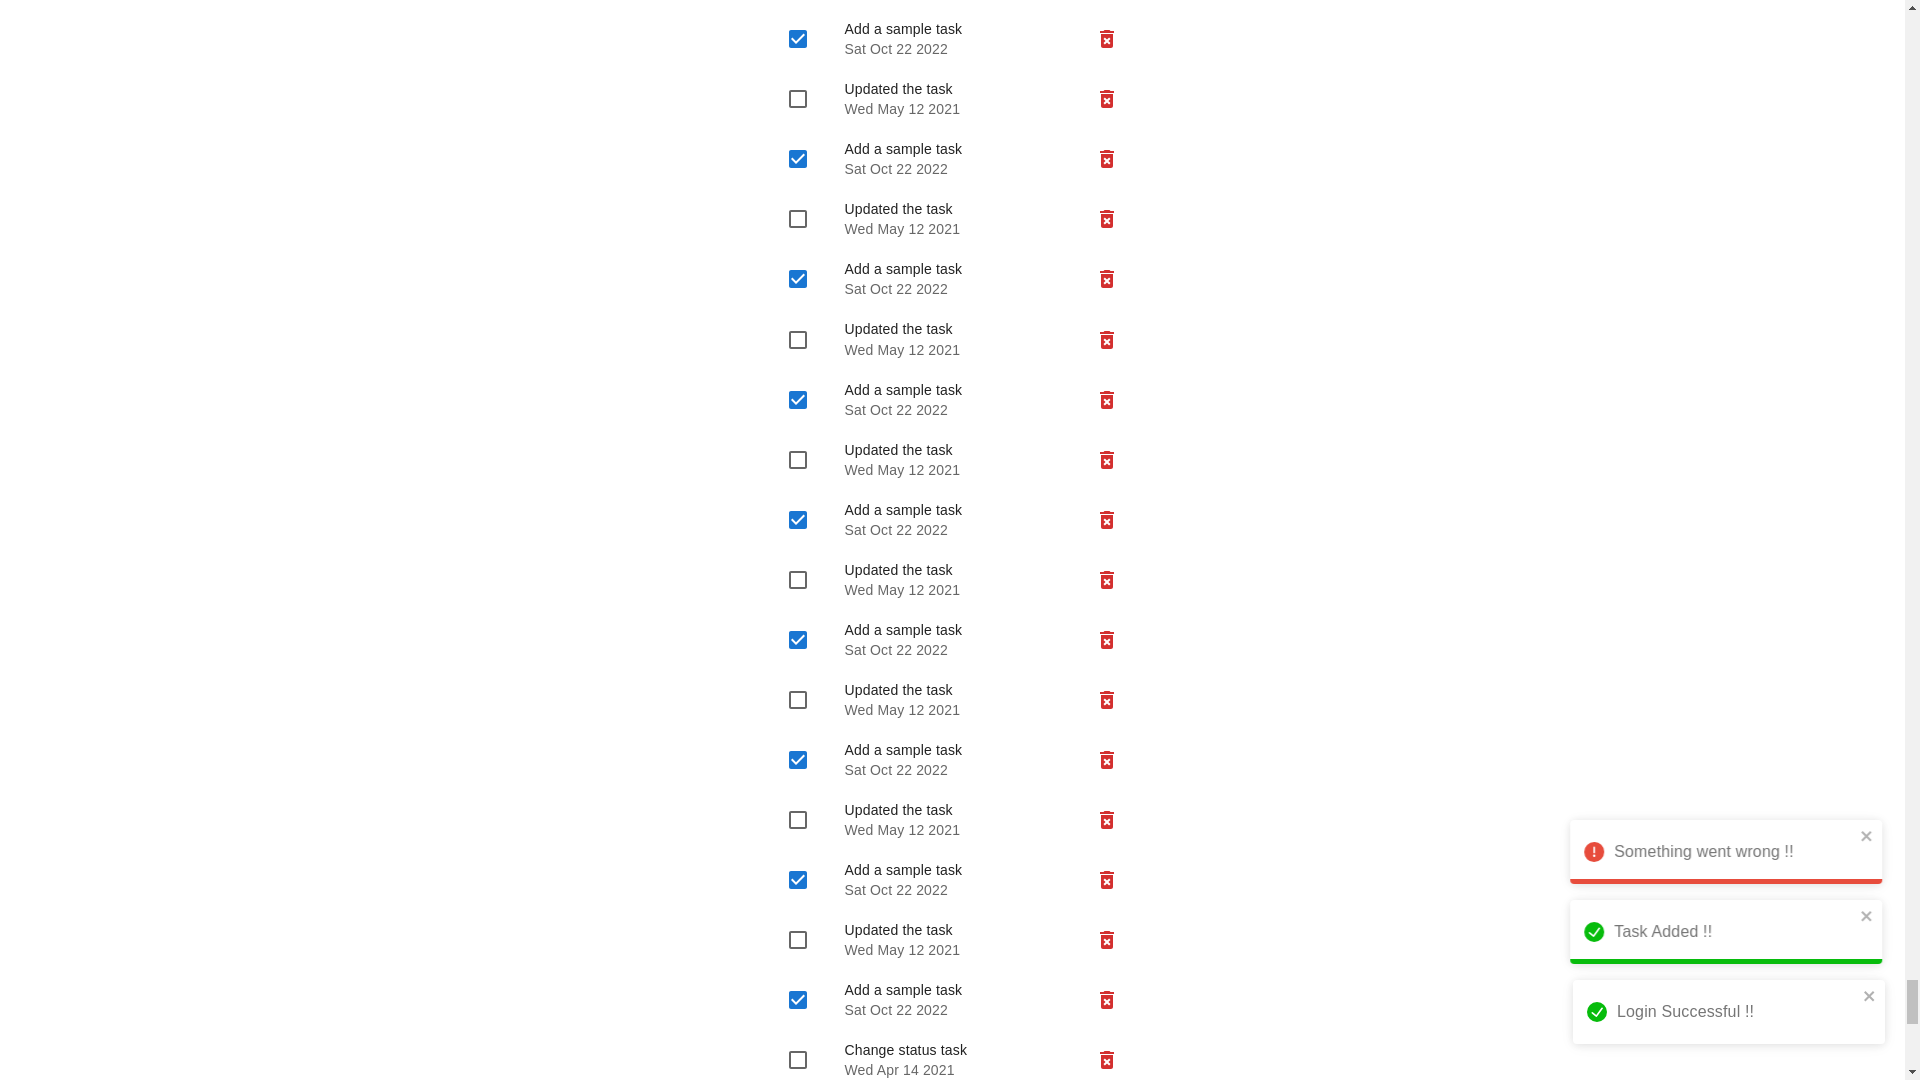 Add a sample task
Sat Oct 22 2022
Updated the task
Wed May 12 2021
Add a sample task
Sat Oct 22 2022
Updated the task
Wed May 12 2021
Add a sample task
Sat Oct 22 2022
Updated the task
Wed May 12 2021
Add a sample task
Sat Oct 22 2022
Updated the task
Wed May 12 2021
Add a sample task
Sat Oct 22 2022
Updated the task
Wed May 12 2021
Add a sample task
Sat Oct 22 2022
Updated the task
Wed May 12 2021
Add a sample task
Sat Oct 22 2022
Updated the task
Wed May 12 2021
Add a sample task
Sat Oct 22 2022
Updated the task
Wed May 12 2021
Add a sample task
Sat Oct 22 2022
Change status task
Wed Apr 14 2021
Something went wrong !!
Task Added !!
Login Successful !!